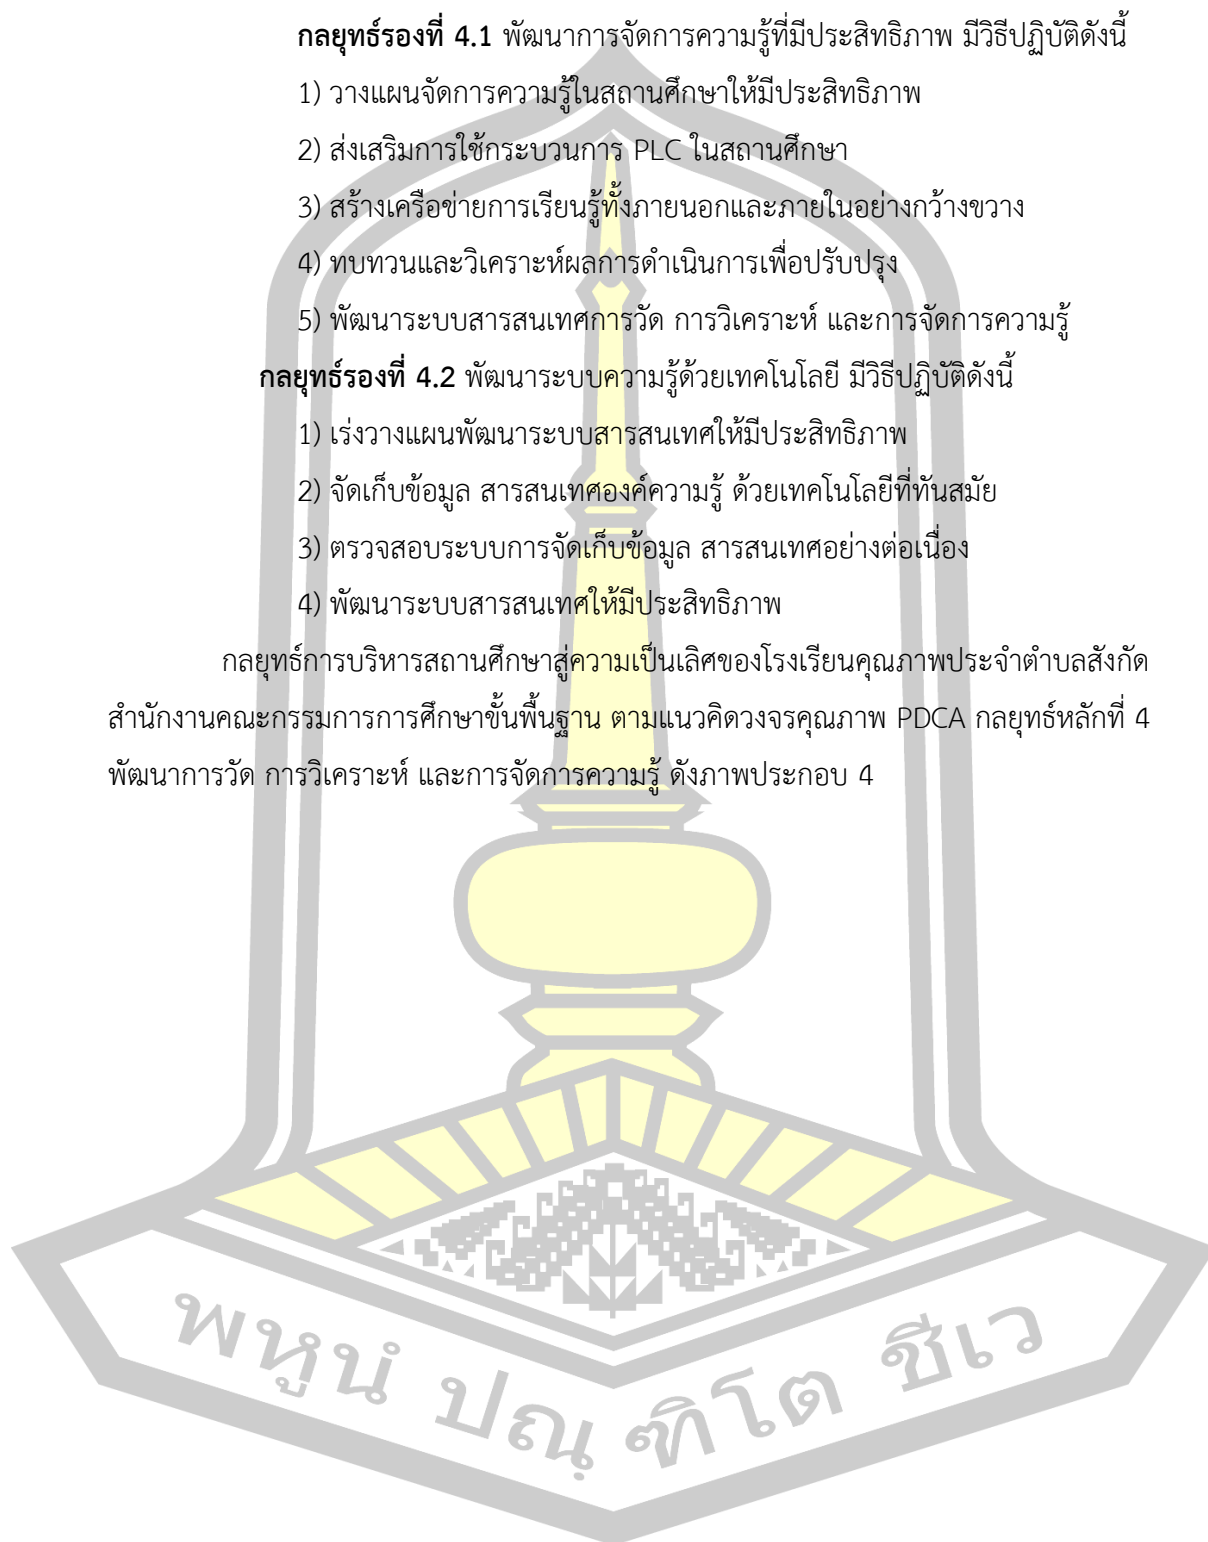 กลยุทธ์รองที่ 4.1 พัฒนาการจัดการความรู้ที่มีประสิทธิภาพ มีวิธีปฏิบัติดังนี้
1) วางแผนจัดการความรู้ในสถานศึกษาให้มีประสิทธิภาพ
2) ส่งเสริมการใช้กระบวนการ PLC ในสถานศึกษา
3) สร้างเครือข่ายการเรียนรู้ทั้งภายนอกและภายในอย่างกว้างขวาง
4) ทบทวนและวิเคราะห์ผลการดำเนินการเพื่อปรับปรุง
5) พัฒนาระบบสารสนเทศการวัด การวิเคราะห์ และการจัดการความรู้
กลยุทธ์รองที่ 4.2 พัฒนาระบบความรู้ด้วยเทคโนโลยี มีวิธีปฏิบัติดังนี้
1) เร่งวางแผนพัฒนาระบบสารสนเทศให้มีประสิทธิภาพ
2) จัดเก็บข้อมูล สารสนเทศองค์ความรู้ ด้วยเทคโนโลยีที่ทันสมัย
3) ตรวจสอบระบบการจัดเก็บข้อมูล สารสนเทศอย่างต่อเนื่อง
4) พัฒนาระบบสารสนเทศให้มีประสิทธิภาพ
กลยุทธ์การบริหารสถานศึกษาสู่ความเป็นเลิศของโรงเรียนคุณภาพประจำตำบลสังกัด
สำนักงานคณะกรรมการการศึกษาขั้นพื้นฐาน ตามแนวคิดวงจรคุณภาพ PDCA กลยุทธ์หลักที่ 4
พัฒนาการวัด การวิเคราะห์ และการจัดการความรู้ ดังภาพประกอบ 4
พหูนํ ปณฺฑิโต ชีเว